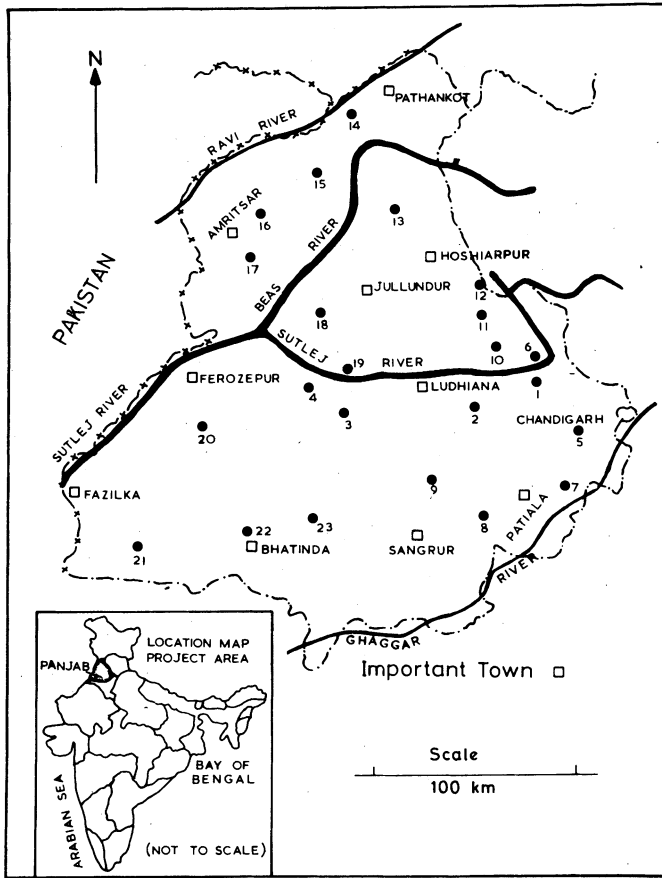 N
PATHANKOT
14
RAVI RIVER
15
AMRITSAR
16
13
17
HOSHIARPUR
PAKISTAN
BEAS RIVER
JULLUNDUR
12
11
18
SUTLEJ RIVER
10
6
19
FEROZEPUR
LUDHIANA
4
1
SUTLEJ RIVER
3
2
CHANDIGARH
20
5
FAZILKA
9
7
PATIALA
23
8
22
21
BHATINDA
SANGRUR
GHAGGAR RIVER
LOCATION MAP
PROJECT AREA
PANJAB
BAY OF
BENGAL
ARABIAN SEA
(NOT TO SCALE)
Important Town
Scale
100 km